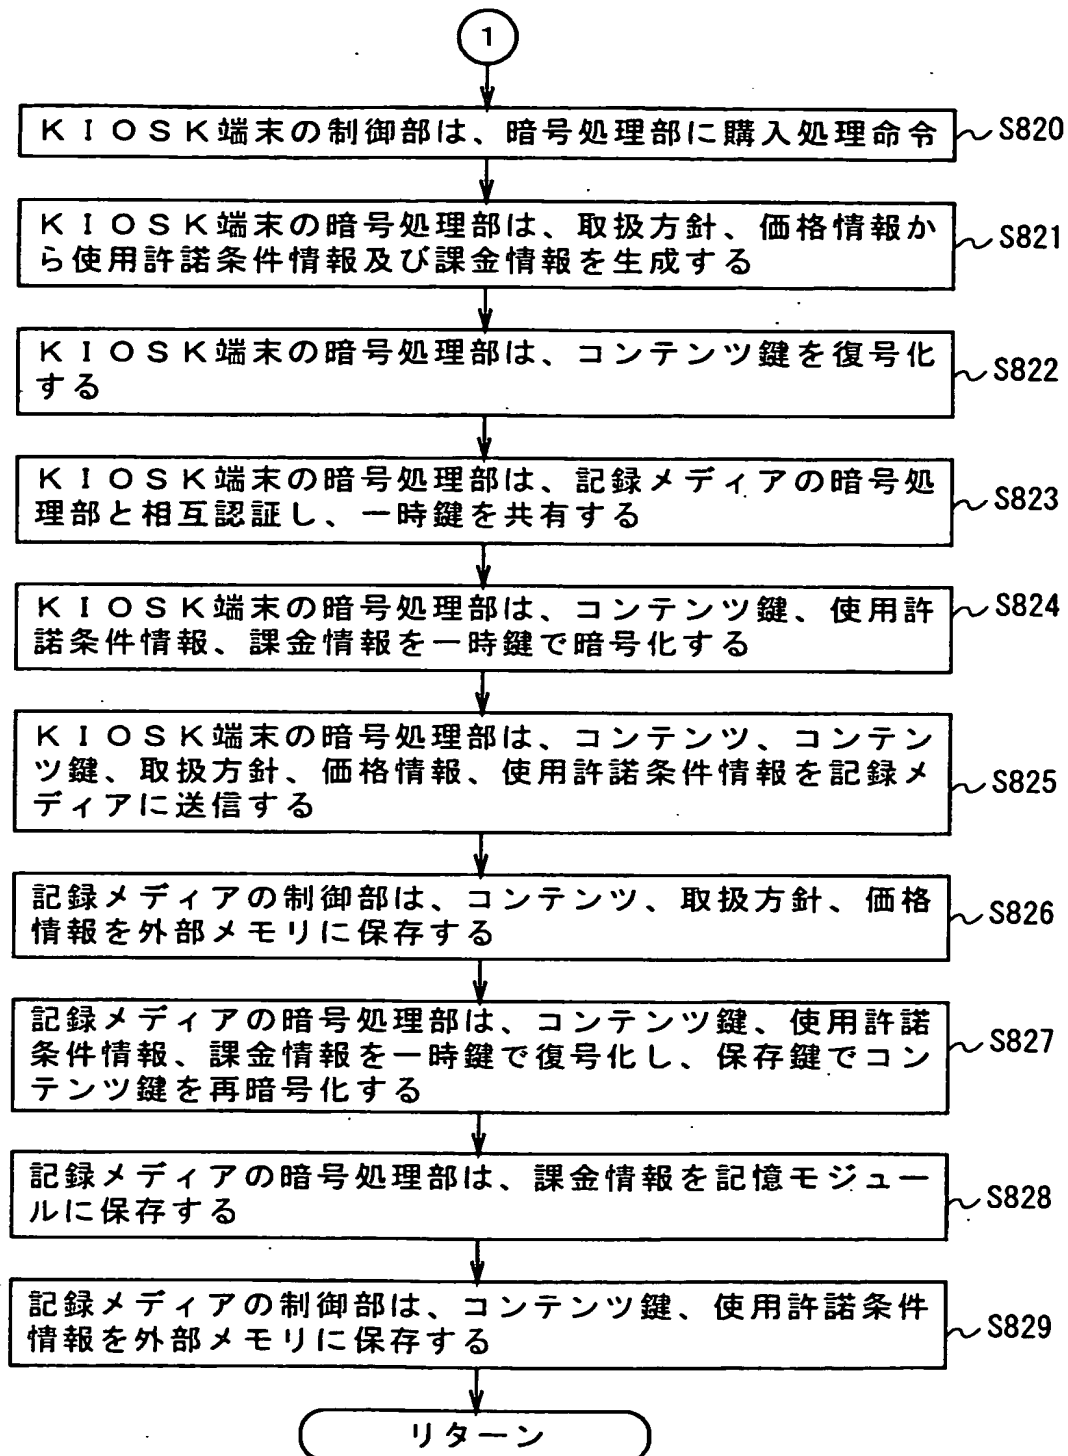 1
KIOSK端末の制御部は、暗号処理部に購入処理命令
S820
KIOSK端末の暗号処理部は、取扱方針、価格情報か
ら使用許諾条件情報及び課金情報を生成する
S821
KIOSK端末の暗号処理部は、コンテンツ鍵を復号化
する
S822
KIOSK端末の暗号処理部は、記録メディアの暗号処
理部と相互認証し、一時鍵を共有する
S823
KIOSK端末の暗号処理部は、コンテンツ鍵、使用許
諾条件情報、課金情報を一時鍵で暗号化する
S824
KIOSK端末の暗号処理部は、コンテンツ、コンテン
ツ鍵、取扱方針、価格情報、使用許諾条件情報を記録メ
ディアに送信する
S825
記録メディアの制御部は、コンテンツ、取扱方針、価格
情報を外部メモリに保存する
S826
記録メディアの暗号処理部は、コンテンツ鍵、使用許諾
条件情報、課金情報を一時鍵で復号化し、保存鍵でコン
テンツ鍵を再暗号化する
S827
記録メディアの暗号処理部は、課金情報を記憶モジュー
ルに保存する
S828
記録メディアの制御部は、コンテンツ鍵、使用許諾条件
情報を外部メモリに保存する
S829
リターン